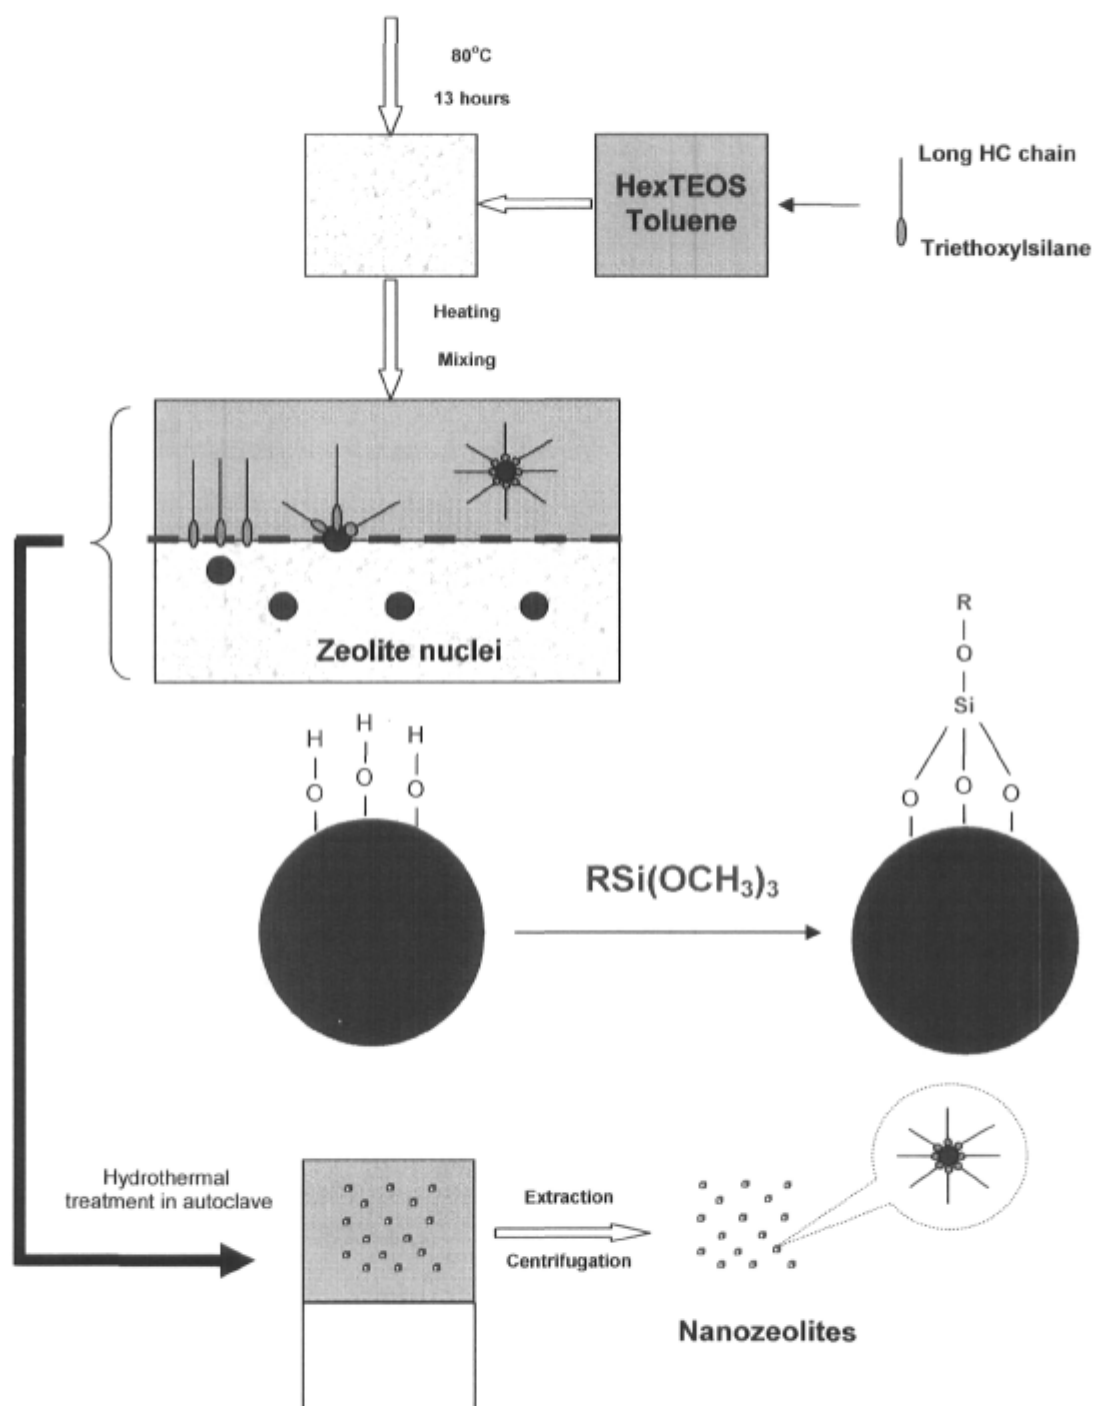 80°C
13 hours
HexTEOS
Toluene
Long HC chain
Triethoxylsilane
Heating
Mixing
Zeolite nuclei
H
O
H
O
H
O
RSi(OCH₃)₃
R
O
Si
O
O
O
Hydrothermal
treatment in autoclave
Extraction
Centrifugation
Nanozeolites